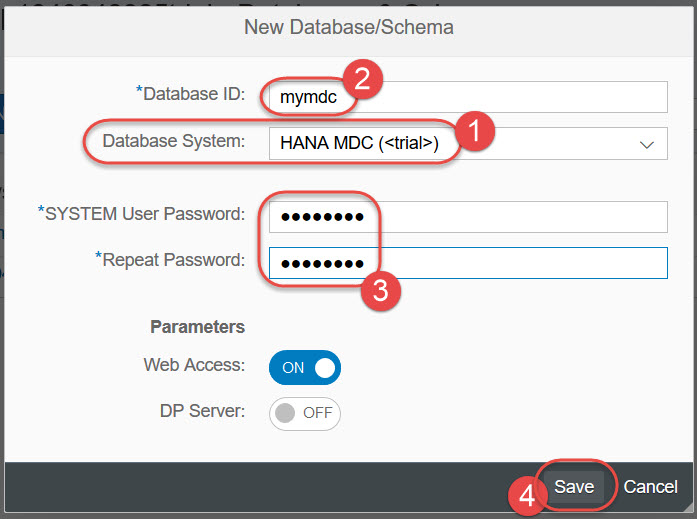 New Database/Schema
*Database ID: mymdc 2
Database System: HANA MDC (<trial>) 1
*SYSTEM User Password: ●●●●●●●●
*Repeat Password: ●●●●●●●● 3
Parameters
Web Access: ON
DP Server: OFF
4 Save Cancel